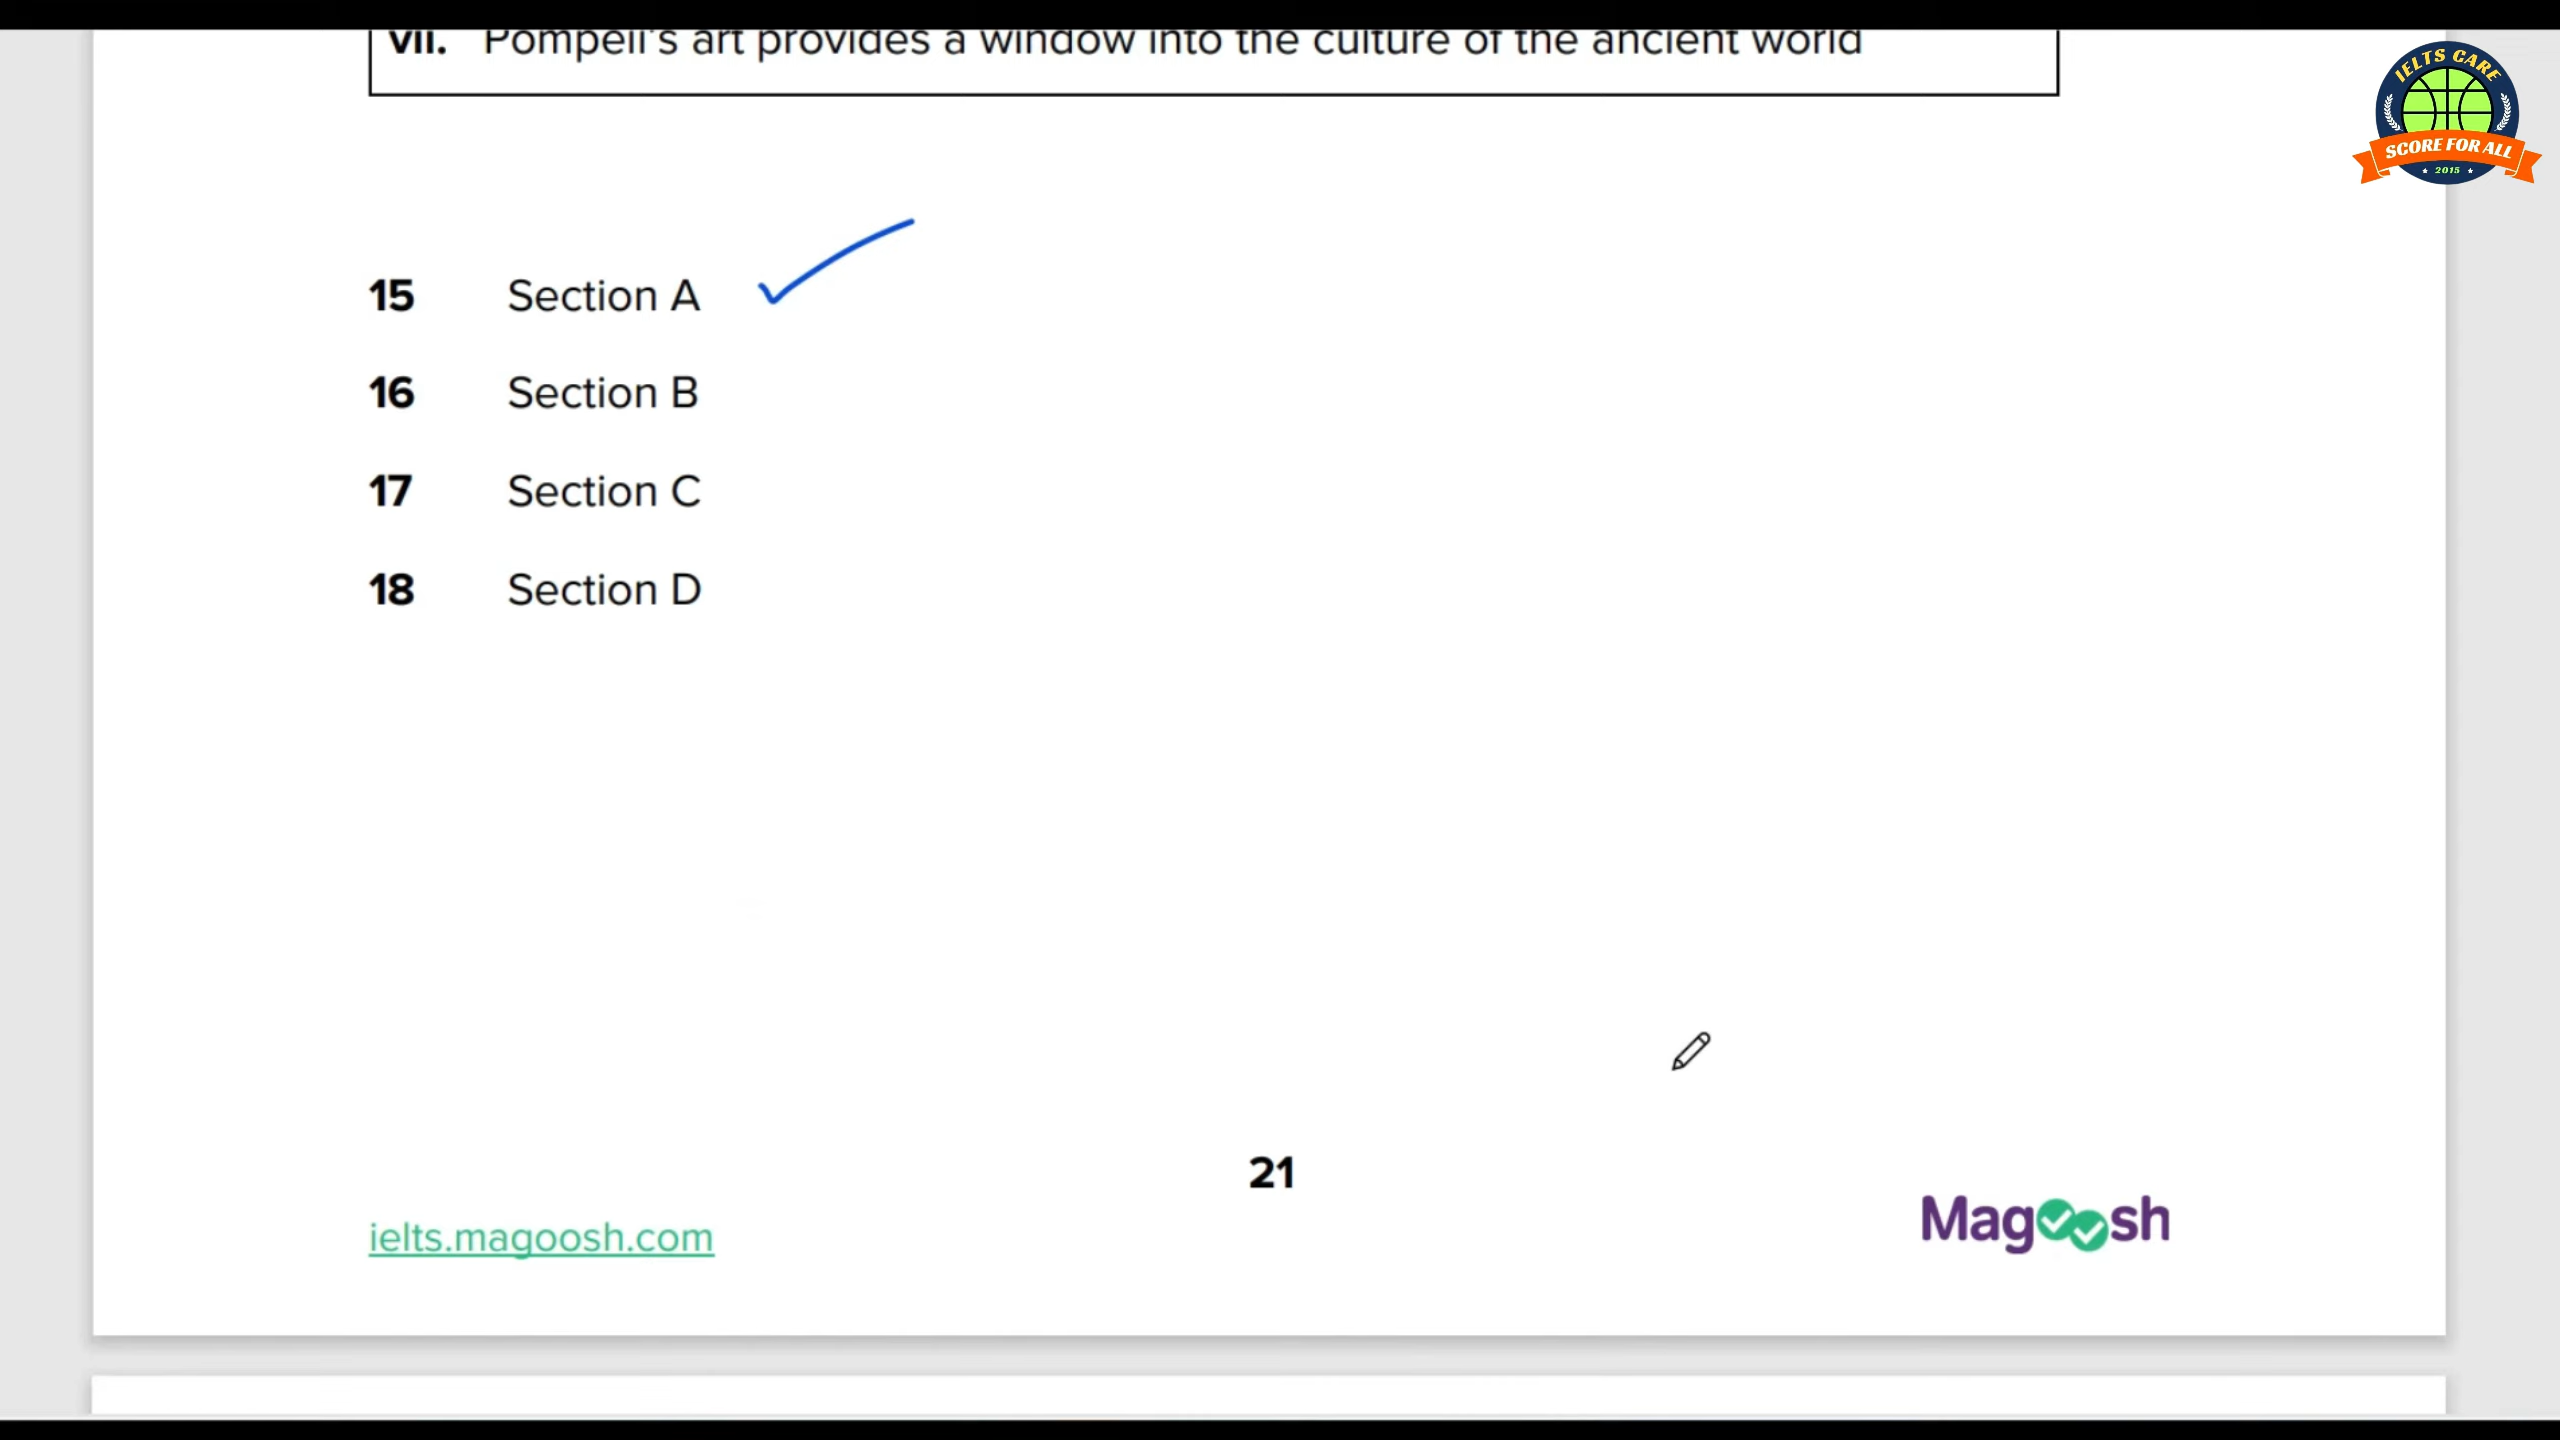 vii. Pompeii's art provides a window into the culture of the ancient world
IELTS CARE
SCORE FOR ALL
2015
15 Section A
16 Section B
17 Section C
18 Section D
21
ielts.magoosh.com
Magoosh